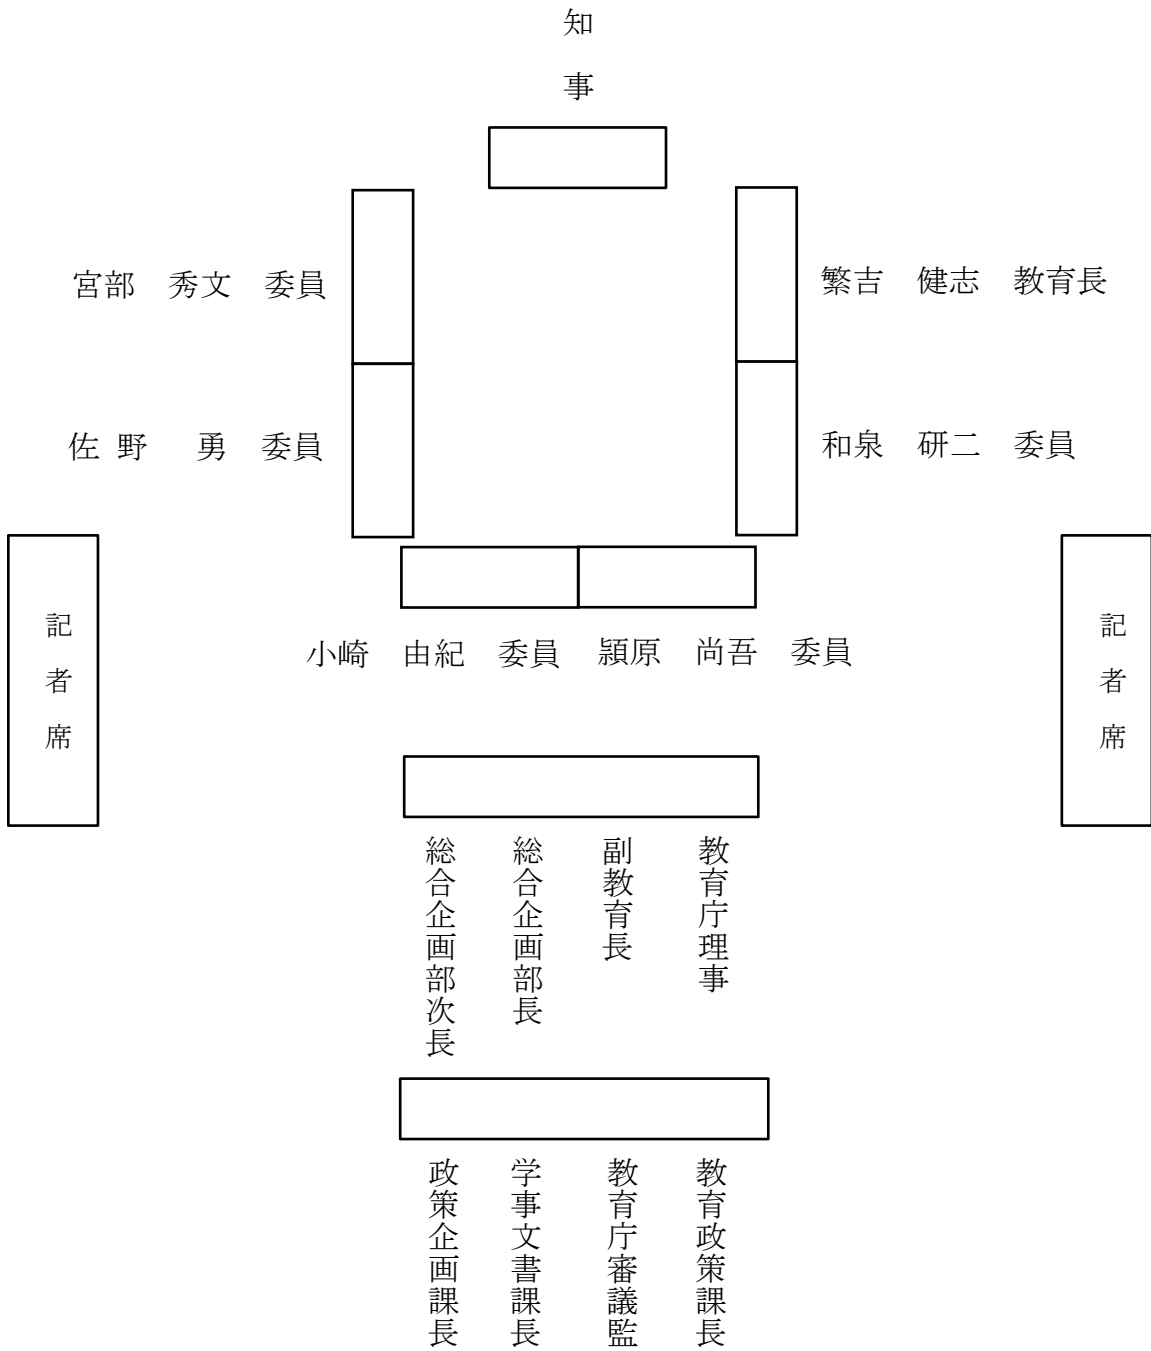 知事
宮部　秀文　委員
繁吉　健志　教育長
佐 野　勇　委員
和泉　研二　委員
記者席
記者席
小崎　由紀　委員
頴原　尚吾　委員
総合企画部次長
総合企画部長
副教育長
教育庁理事
政策企画課長
学事文書課長
教育庁審議監
教育政策課長